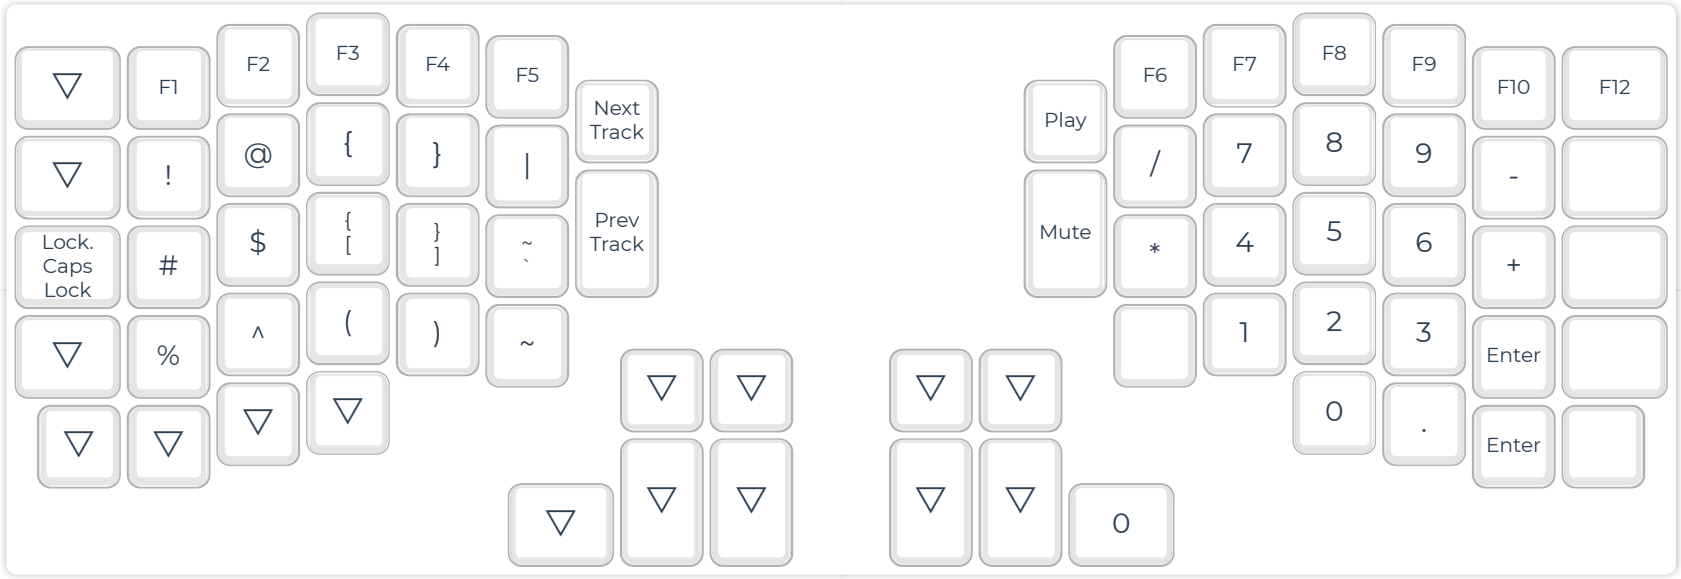 F1 F2 F3 F4 F5 F6 F7 F8 F9 F10 F12
Next
Track
Play
! @ { } | / 7 8 9 -
Lock.
Caps
Lock
# $
{
[
}
]
~
`
Prev
Track
Mute
* 4 5 6 +
% ^ ( ) ~ 1 2 3 Enter
0 . Enter
0